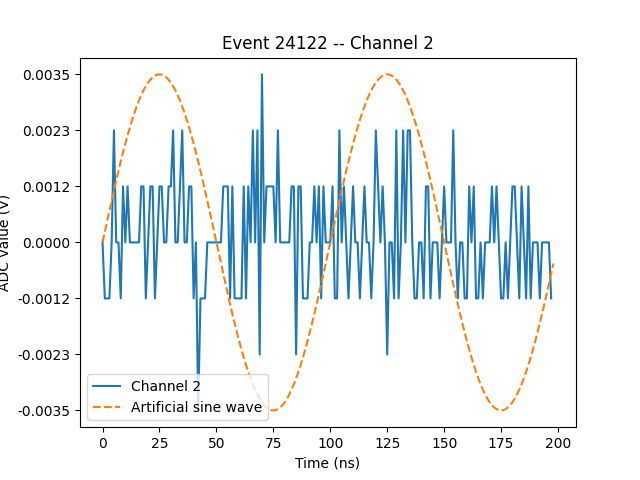 Event 24122 -- Channel 2
ADC Value (V)
0.0035
0.0023
0.0012
0.0000
-0.0012
-0.0023
-0.0035
Channel 2
Artificial sine wave
0 25 50 75 100 125 150 175 200
Time (ns)